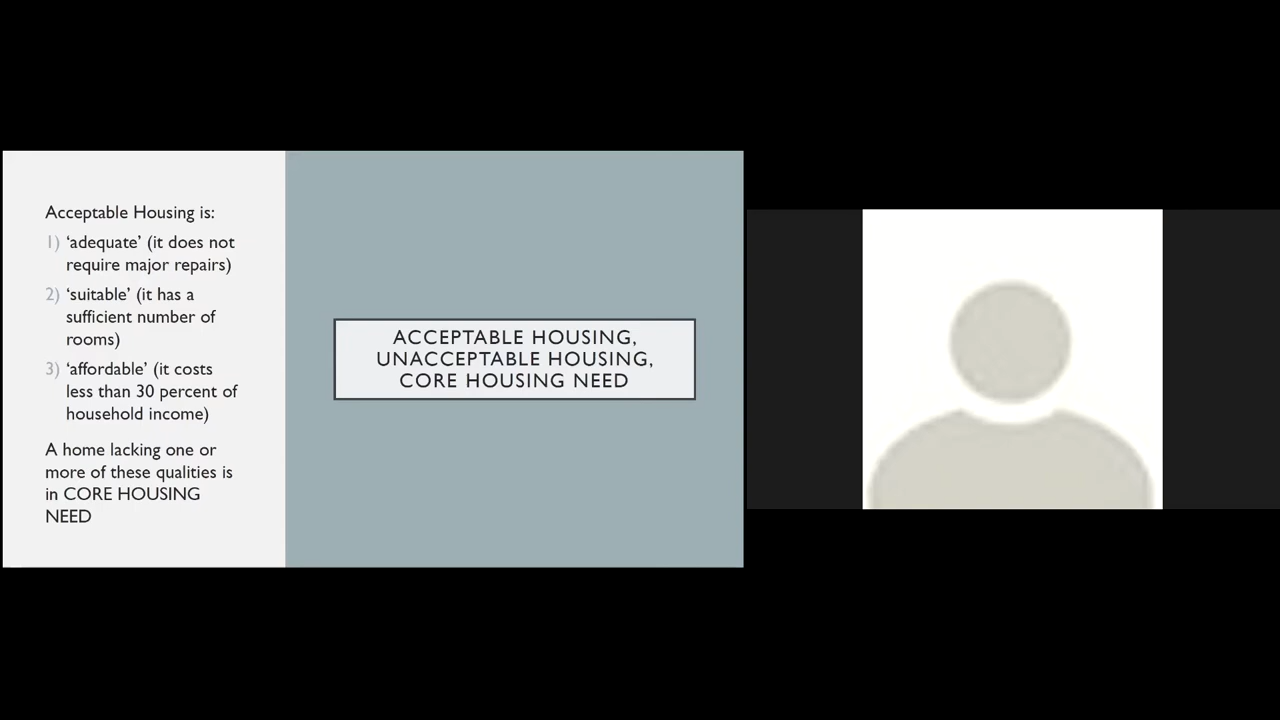 Acceptable Housing is:
1) ‘adequate’ (it does not
require major repairs)
2) ‘suitable’ (it has a
sufficient number of
rooms)
3) ‘affordable’ (it costs
less than 30 percent of
household income)
A home lacking one or
more of these qualities is
in CORE HOUSING
NEED
ACCEPTABLE HOUSING,
UNACCEPTABLE HOUSING,
CORE HOUSING NEED